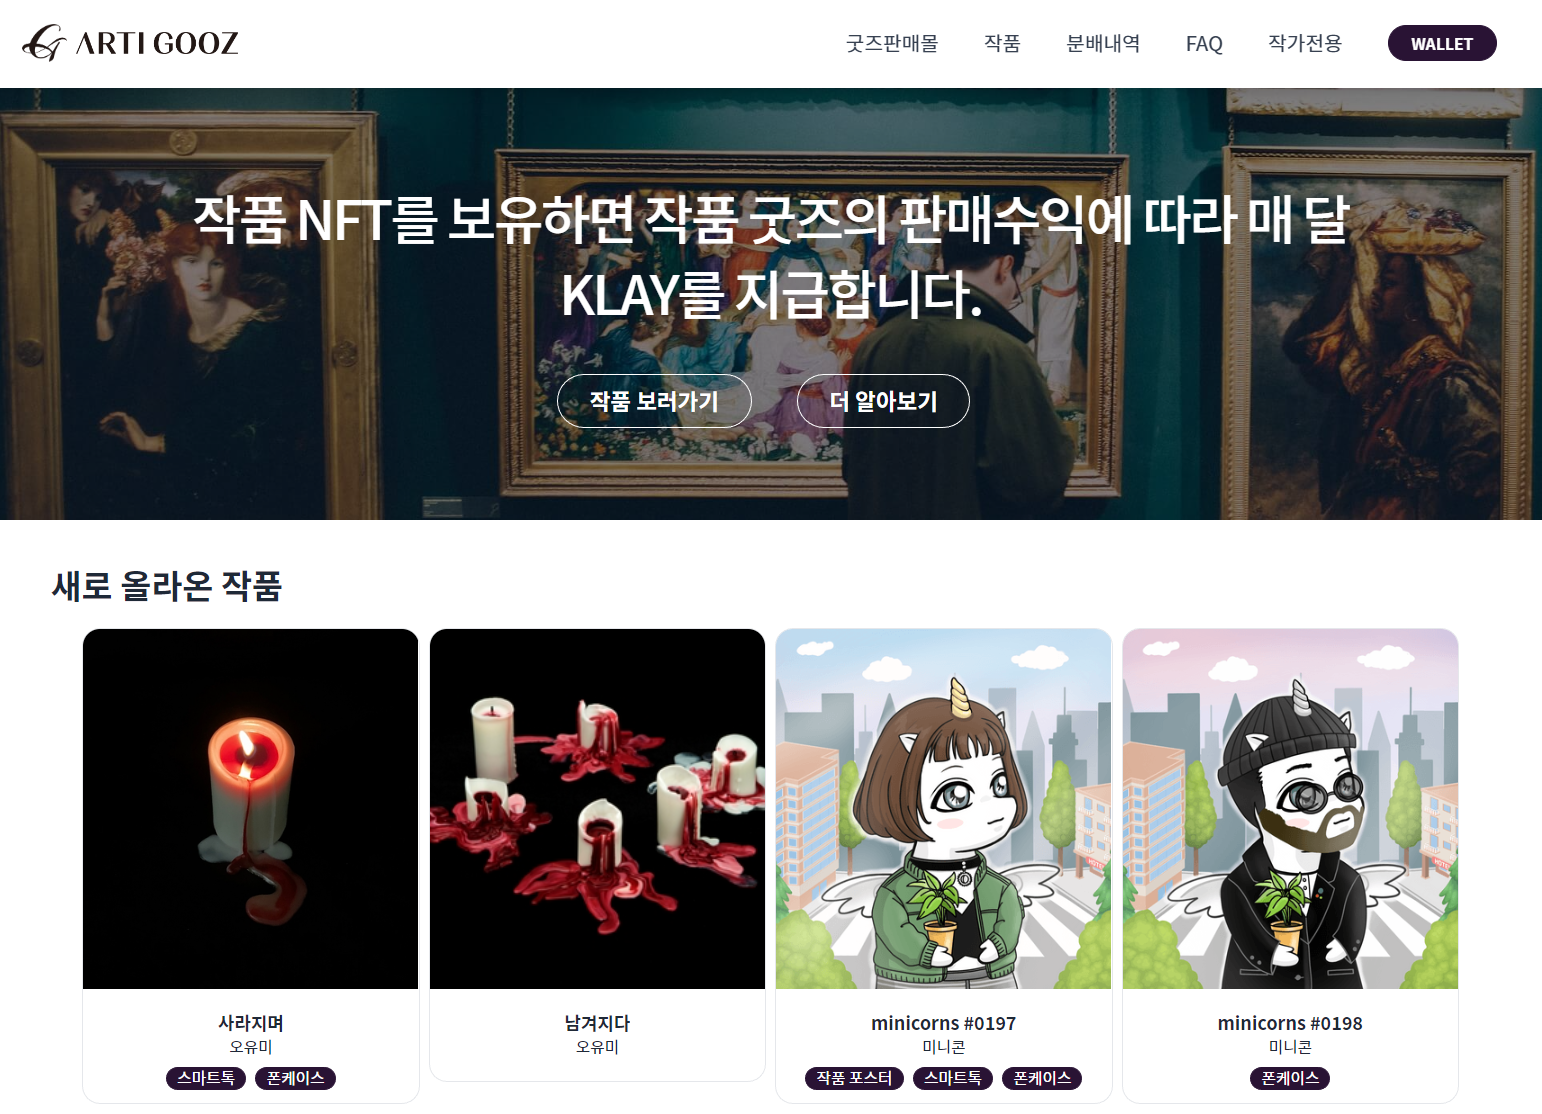 ARTI GOOZ
굿즈판매몰 작품 분배내역 FAQ 작가전용 WALLET
작품 NFT를 보유하면 작품 굿즈의 판매수익에 따라 매 달
KLAY를 지급합니다.
작품 보러가기 더 알아보기
새로 올라온 작품
사라지며
오유미
스마트톡 폰케이스
남겨지다
오유미
minicorns #0197
미니콘
작품 포스터 스마트톡 폰케이스
minicorns #0198
미니콘
폰케이스